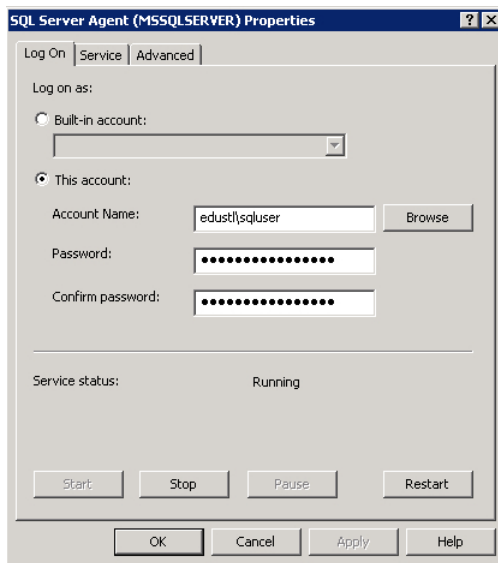 SQL Server Agent (MSSQLSERVER) Properties
Log On Service Advanced
Log on as:
Built-in account:
This account:
Account Name: edustl\sqluser Browse
Password: ●●●●●●●●●●●●●●●
Confirm password: ●●●●●●●●●●●●●●●
Service status: Running
Start Stop Pause Restart
OK Cancel Apply Help